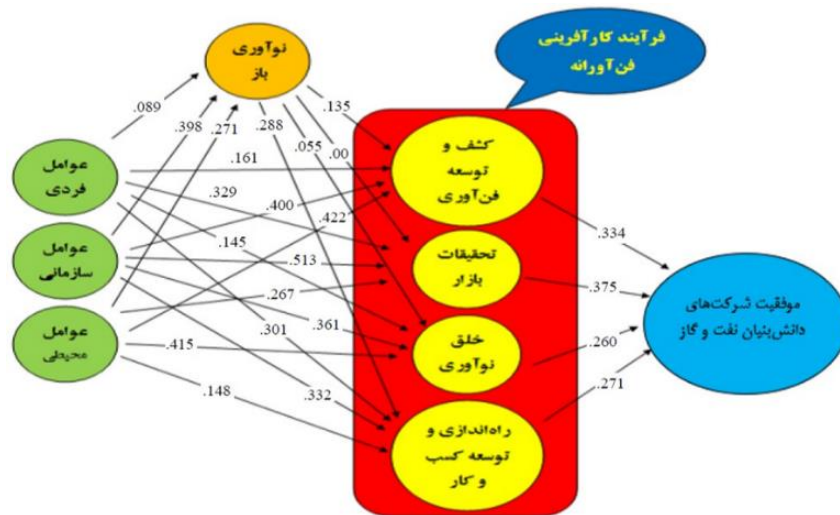 فرآیند کارآفرینی
فن‌آورانه
نوآوری
باز
.135
.089
.398
.271
.288
.055
.00
کشف و
توسعه
فن‌آوری
عوامل
فردی
.161
.329
.400
.422
.334
.145
تحقیقات
بازار
عوامل
سازمانی
.513
.267
.375
موفقیت شرکت‌های
دانش‌بنیان نفت و گاز
.361
.301
خلق
نوآوری
عوامل
محیطی
.415
.260
.148
.332
.271
راه‌اندازی و
توسعه کسب
و کار